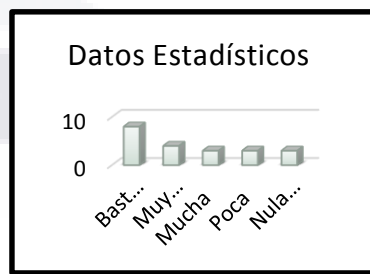 Datos Estadísticos
10
0
Bast...
Muy...
Mucha
Poca
Nula...